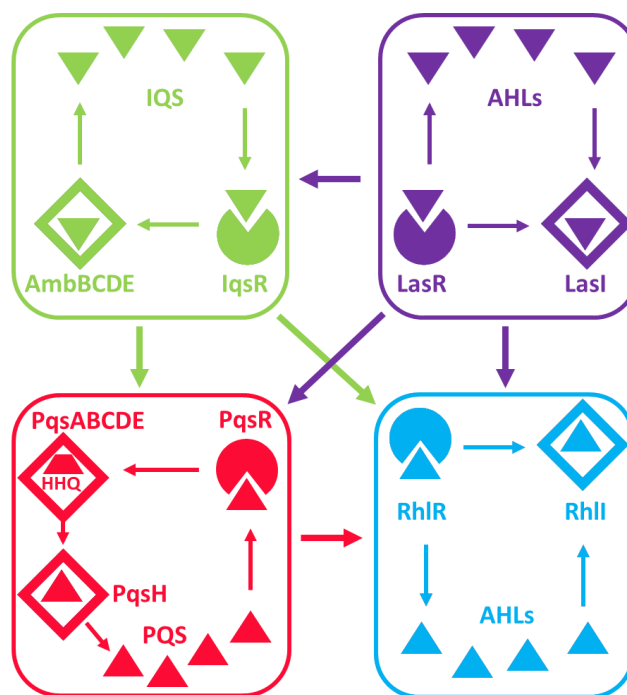 IQS
AmbBCDE
IqsR
AHLs
LasR
LasI
PqsABCDE
PqsR
HHQ
PqsH
PQS
RhlR
RhlI
AHLs